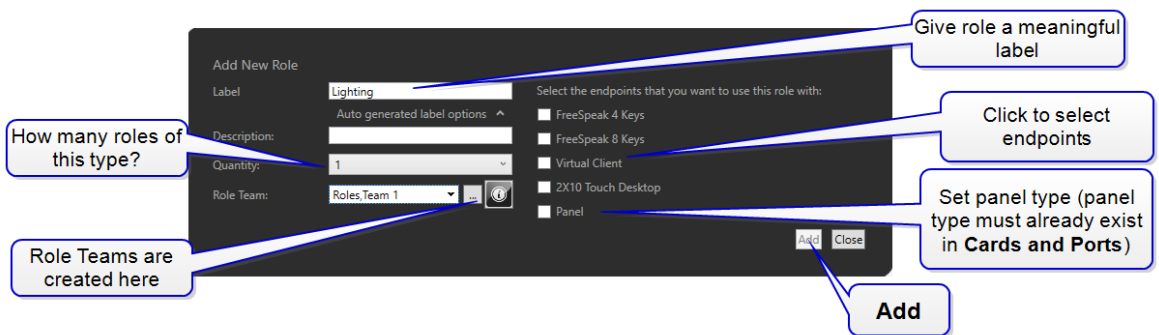 Give role a meaningful
label
Add New Role
Label
Lighting
Select the endpoints that you want to use this role with:
Auto generated label options
FreeSpeak 4 Keys
How many roles of
this type?
Description:
FreeSpeak 8 Keys
Click to select
endpoints
Quantity:
1
Virtual Client
Role Team:
Roles,Team 1
...
2X10 Touch Desktop
Panel
Set panel type (panel
type must already exist
in Cards and Ports)
Role Teams are
created here
Add
Close
Add